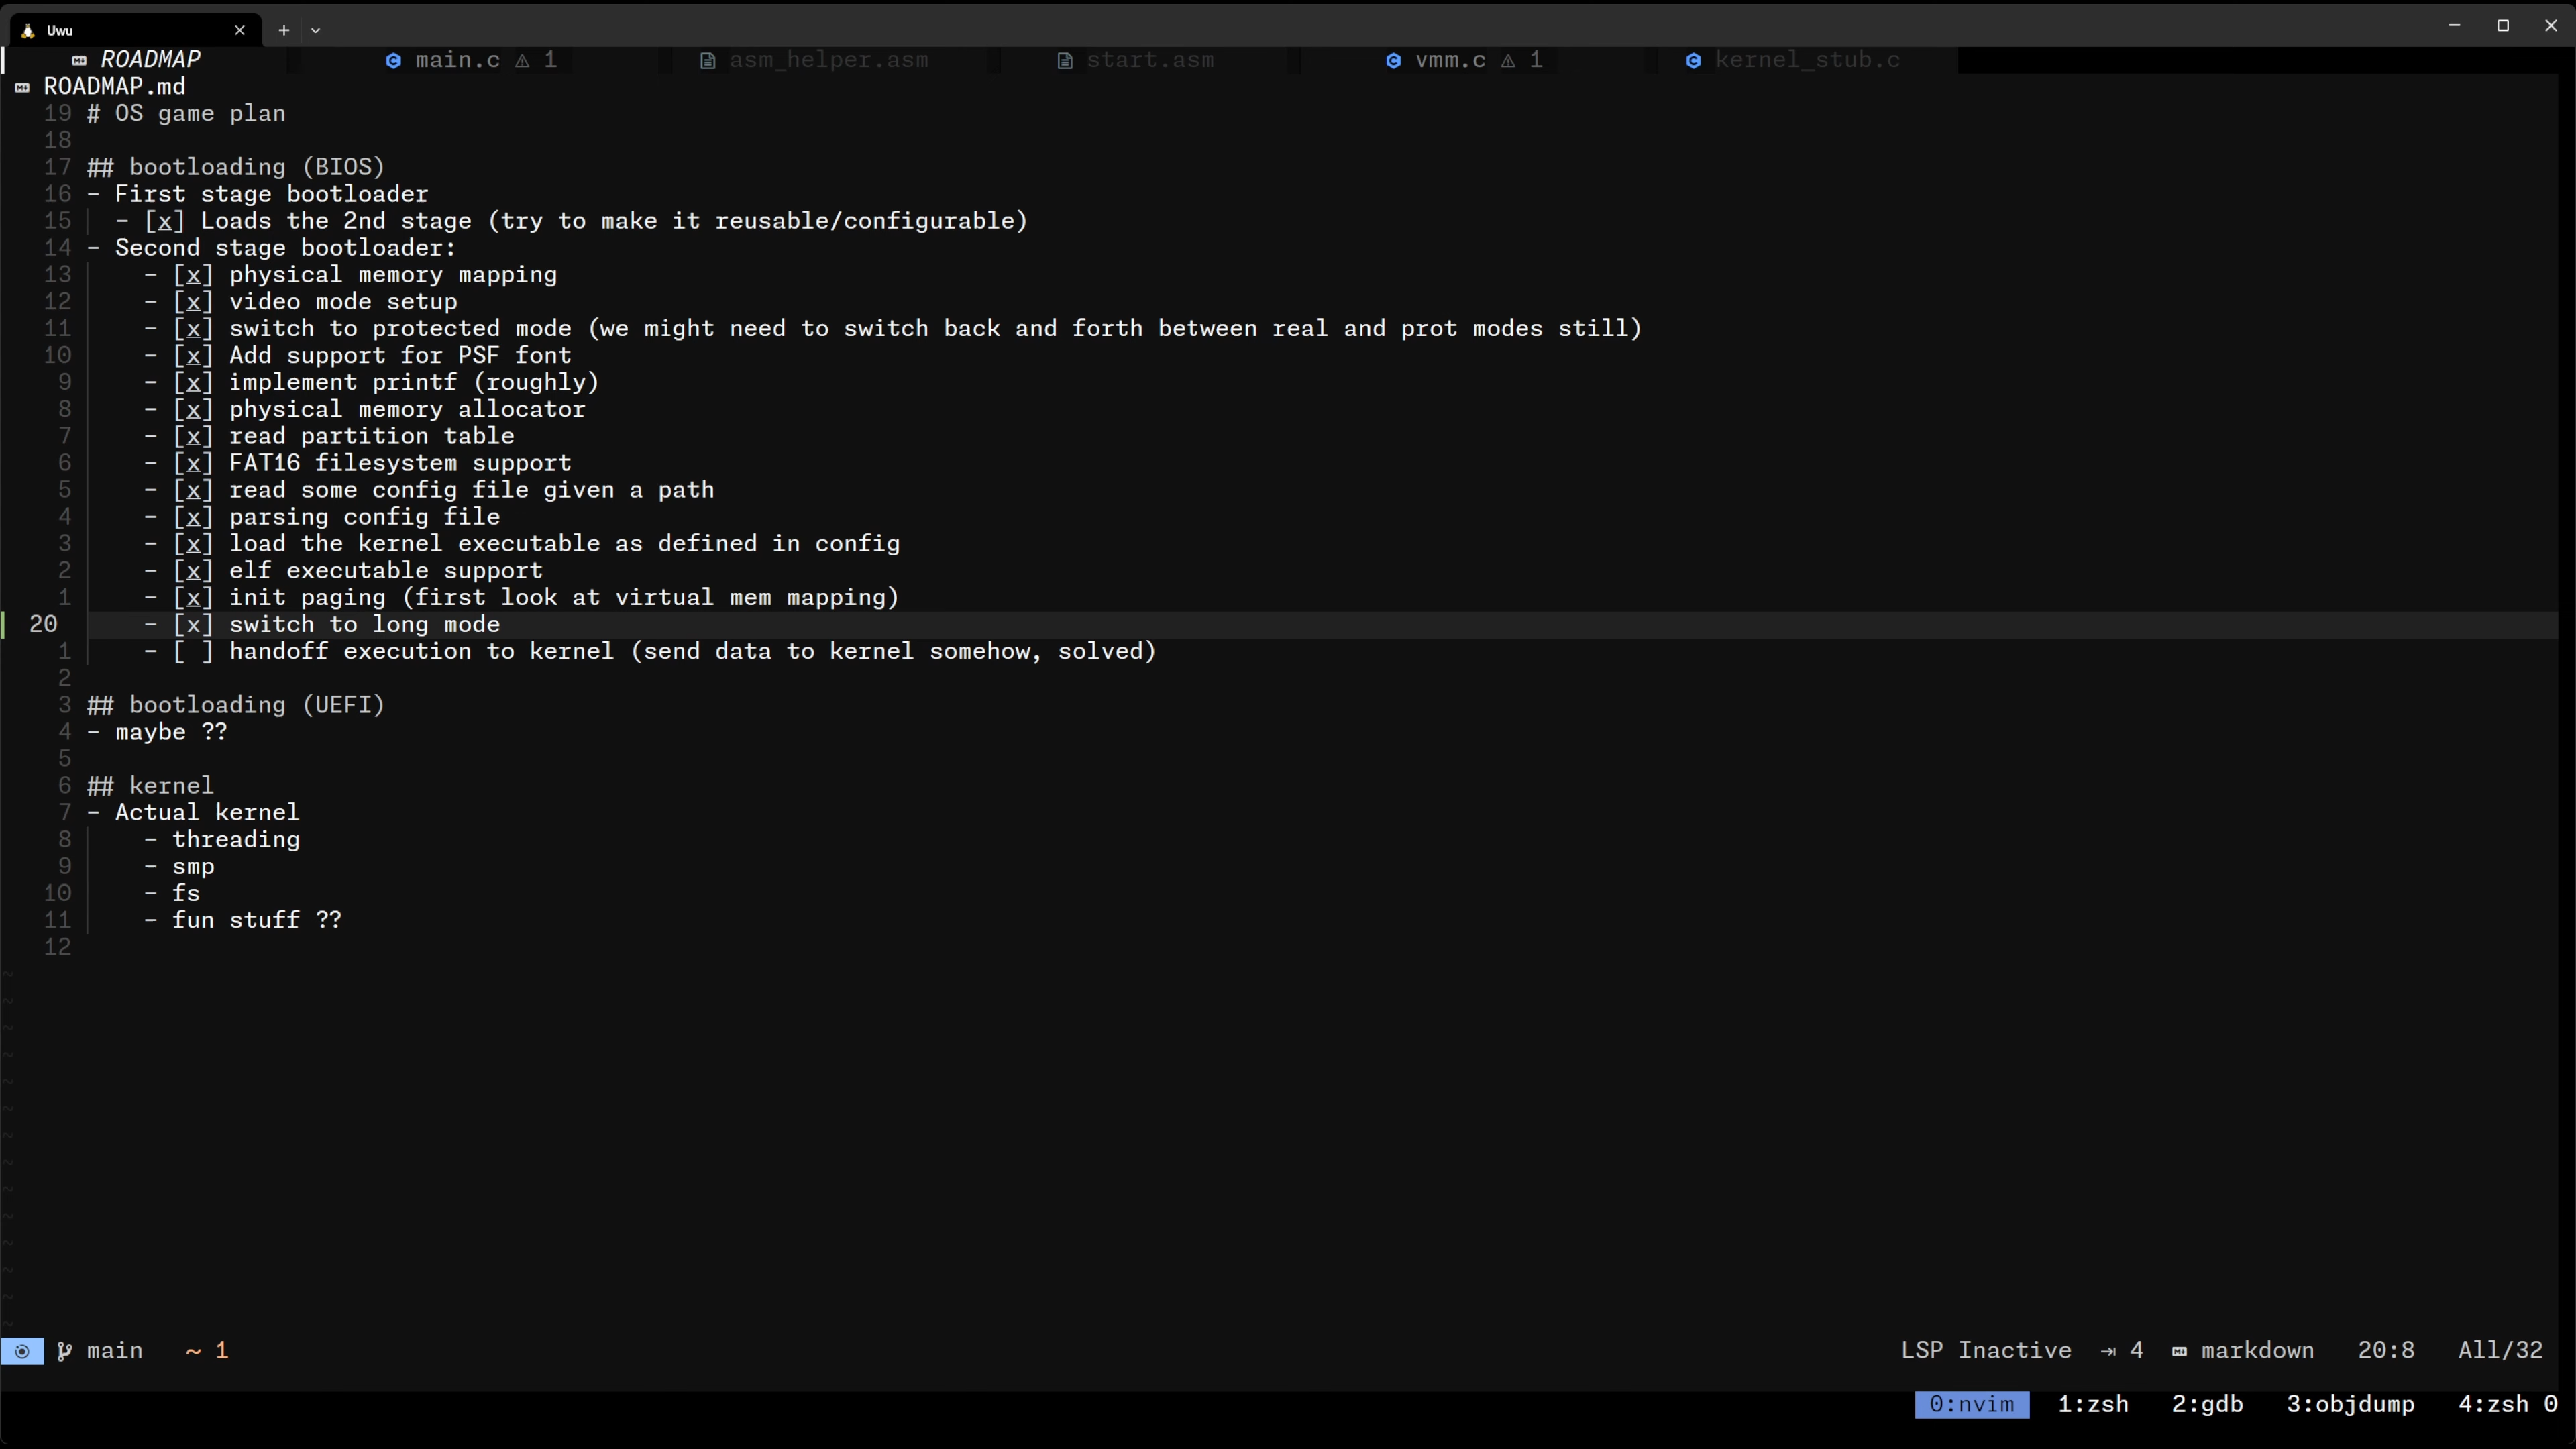 Uwu
ROADMAP main.c 1 asm_helper.asm start.asm vmm.c 1 kernel_stub.c
ROADMAP.md
19 # OS game plan
18
17 ## bootloading (BIOS)
16 - First stage bootloader
15 - [x] Loads the 2nd stage (try to make it reusable/configurable)
14 - Second stage bootloader:
13 - [x] physical memory mapping
12 - [x] video mode setup
11 - [x] switch to protected mode (we might need to switch back and forth between real and prot modes still)
10 - [x] Add support for PSF font
9 - [x] implement printf (roughly)
8 - [x] physical memory allocator
7 - [x] read partition table
6 - [x] FAT16 filesystem support
5 - [x] read some config file given a path
4 - [x] parsing config file
3 - [x] load the kernel executable as defined in config
2 - [x] elf executable support
1 - [x] init paging (first look at virtual mem mapping)
20 - [x] switch to long mode
1 - [ ] handoff execution to kernel (send data to kernel somehow, solved)
2
3 ## bootloading (UEFI)
4 - maybe ??
5
6 ## kernel
7 - Actual kernel
8 - threading
9 - smp
10 - fs
11 - fun stuff ??
12
~
~
~
~
~
~
~
~
~
~
~
~
~
~
main ~ 1 LSP Inactive ⇥ 4 markdown 20:8 All/32
0:nvim 1:zsh 2:gdb 3:objdump 4:zsh 0